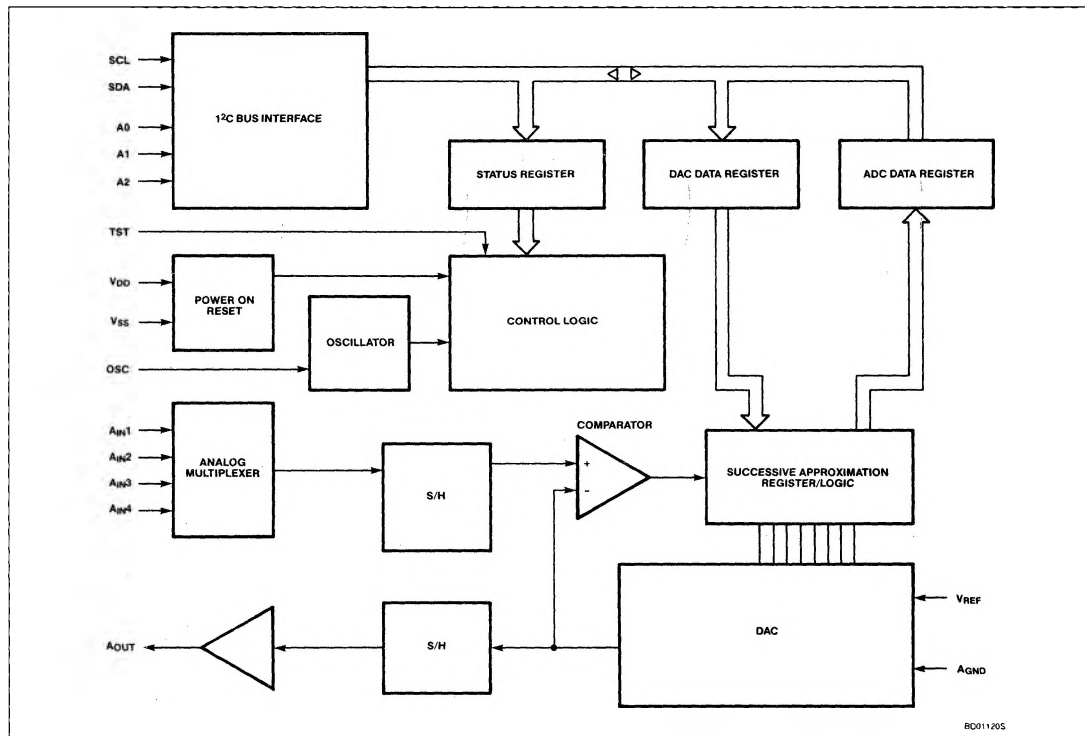 SCL
SDA
A0
A1
A2
I²C BUS INTERFACE
STATUS REGISTER
DAC DATA REGISTER
ADC DATA REGISTER
TST
VDD
VSS
POWER ON
RESET
OSCILLATOR
CONTROL LOGIC
OSC
AIN1
AIN2
AIN3
AIN4
ANALOG
MULTIPLEXER
S/H
COMPARATOR
+
-
SUCCESSIVE APPROXIMATION
REGISTER/LOGIC
AOUT
S/H
DAC
VREF
AGND
BD01120S